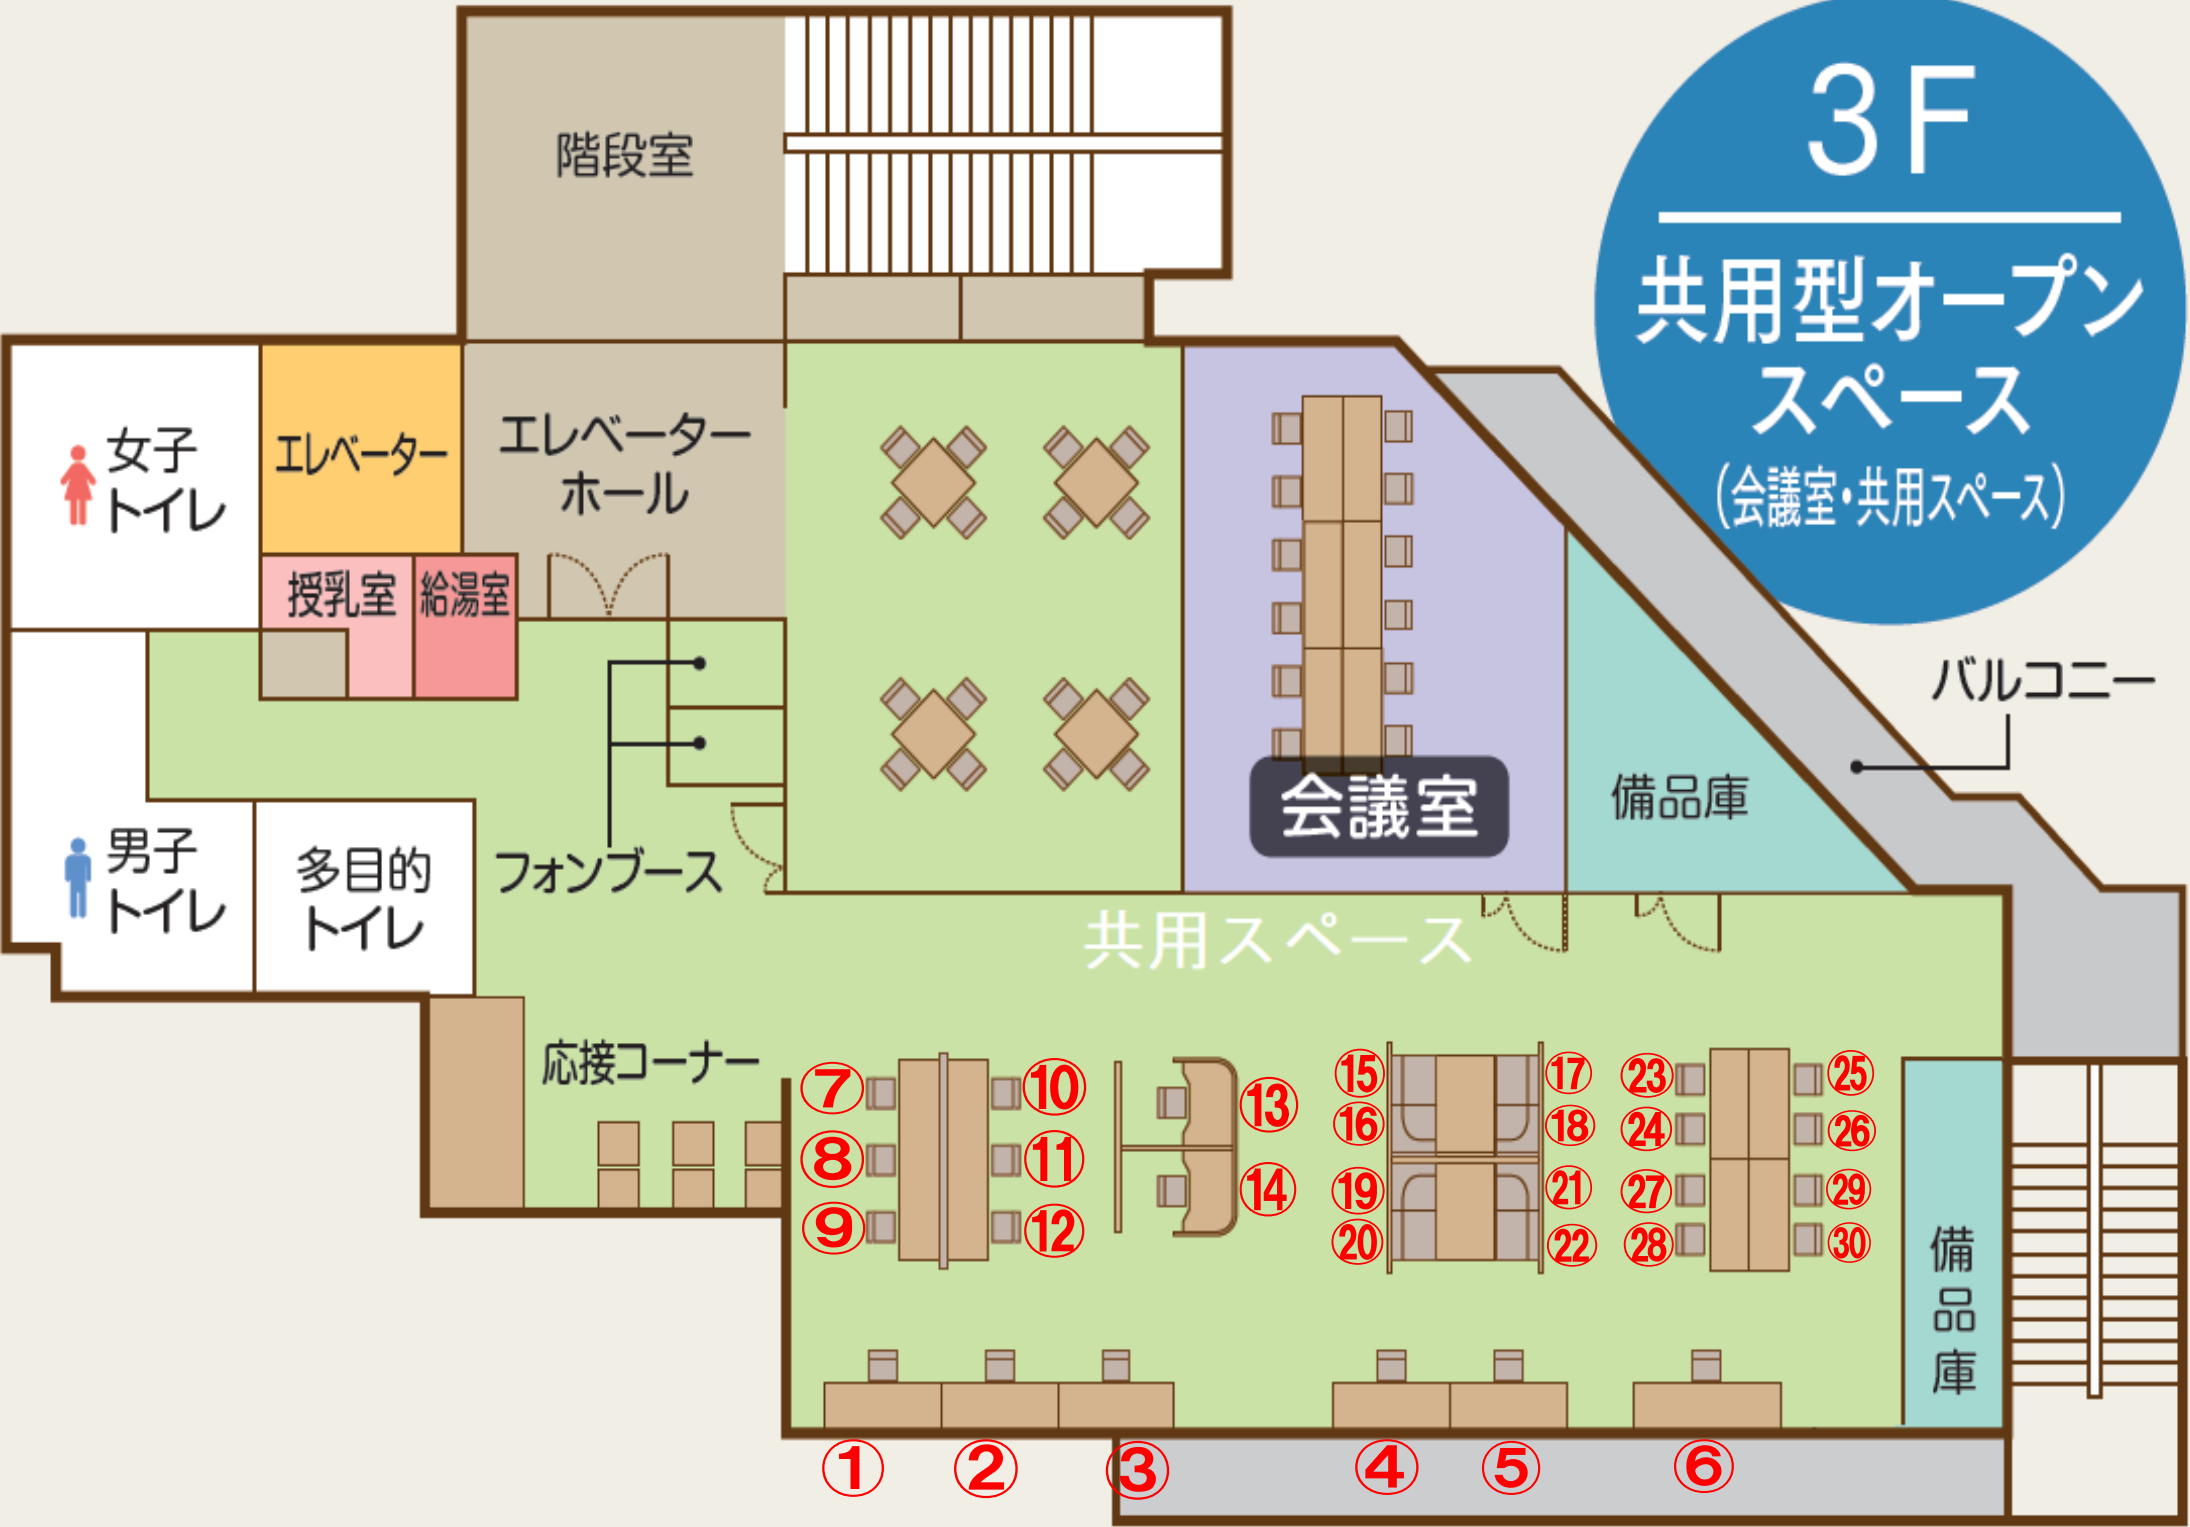 3F
共用型オープン
スペース
(会議室・共用スペース)
階段室
女子
トイレ
エレベーター
エレベーター
ホール
授乳室
給湯室
バルコニー
会議室
備品庫
男子
トイレ
多目的
トイレ
フォンブース
共用スペース
応接コーナー
⑦
⑧
⑨
⑩
⑪
⑫
⑬
⑭
⑮
⑯
⑰
⑱
⑲
⑳
㉑
㉒
㉓
㉔
㉕
㉖
㉗
㉘
㉙
㉚
備品庫
①
②
③
④
⑤
⑥